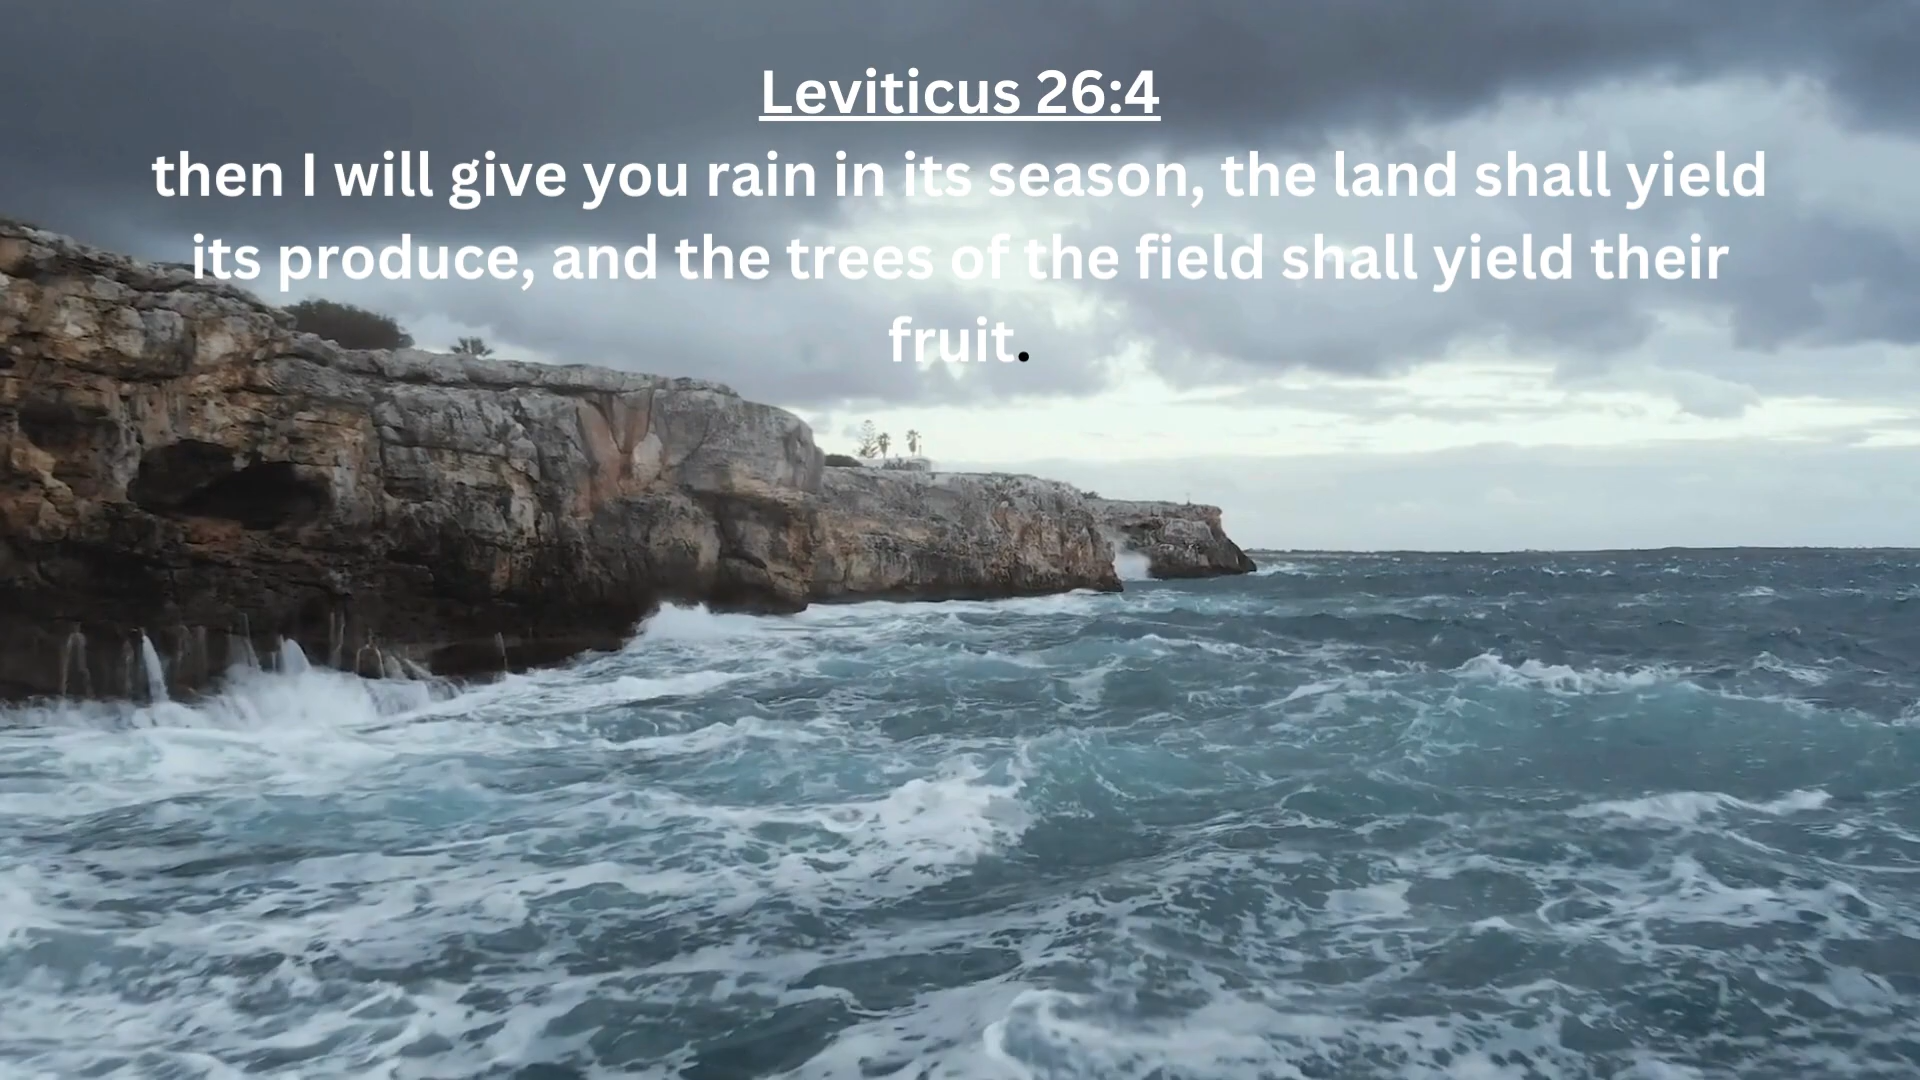 Leviticus 26:4
then I will give you rain in its season, the land shall yield
its produce, and the trees of the field shall yield their
fruit.